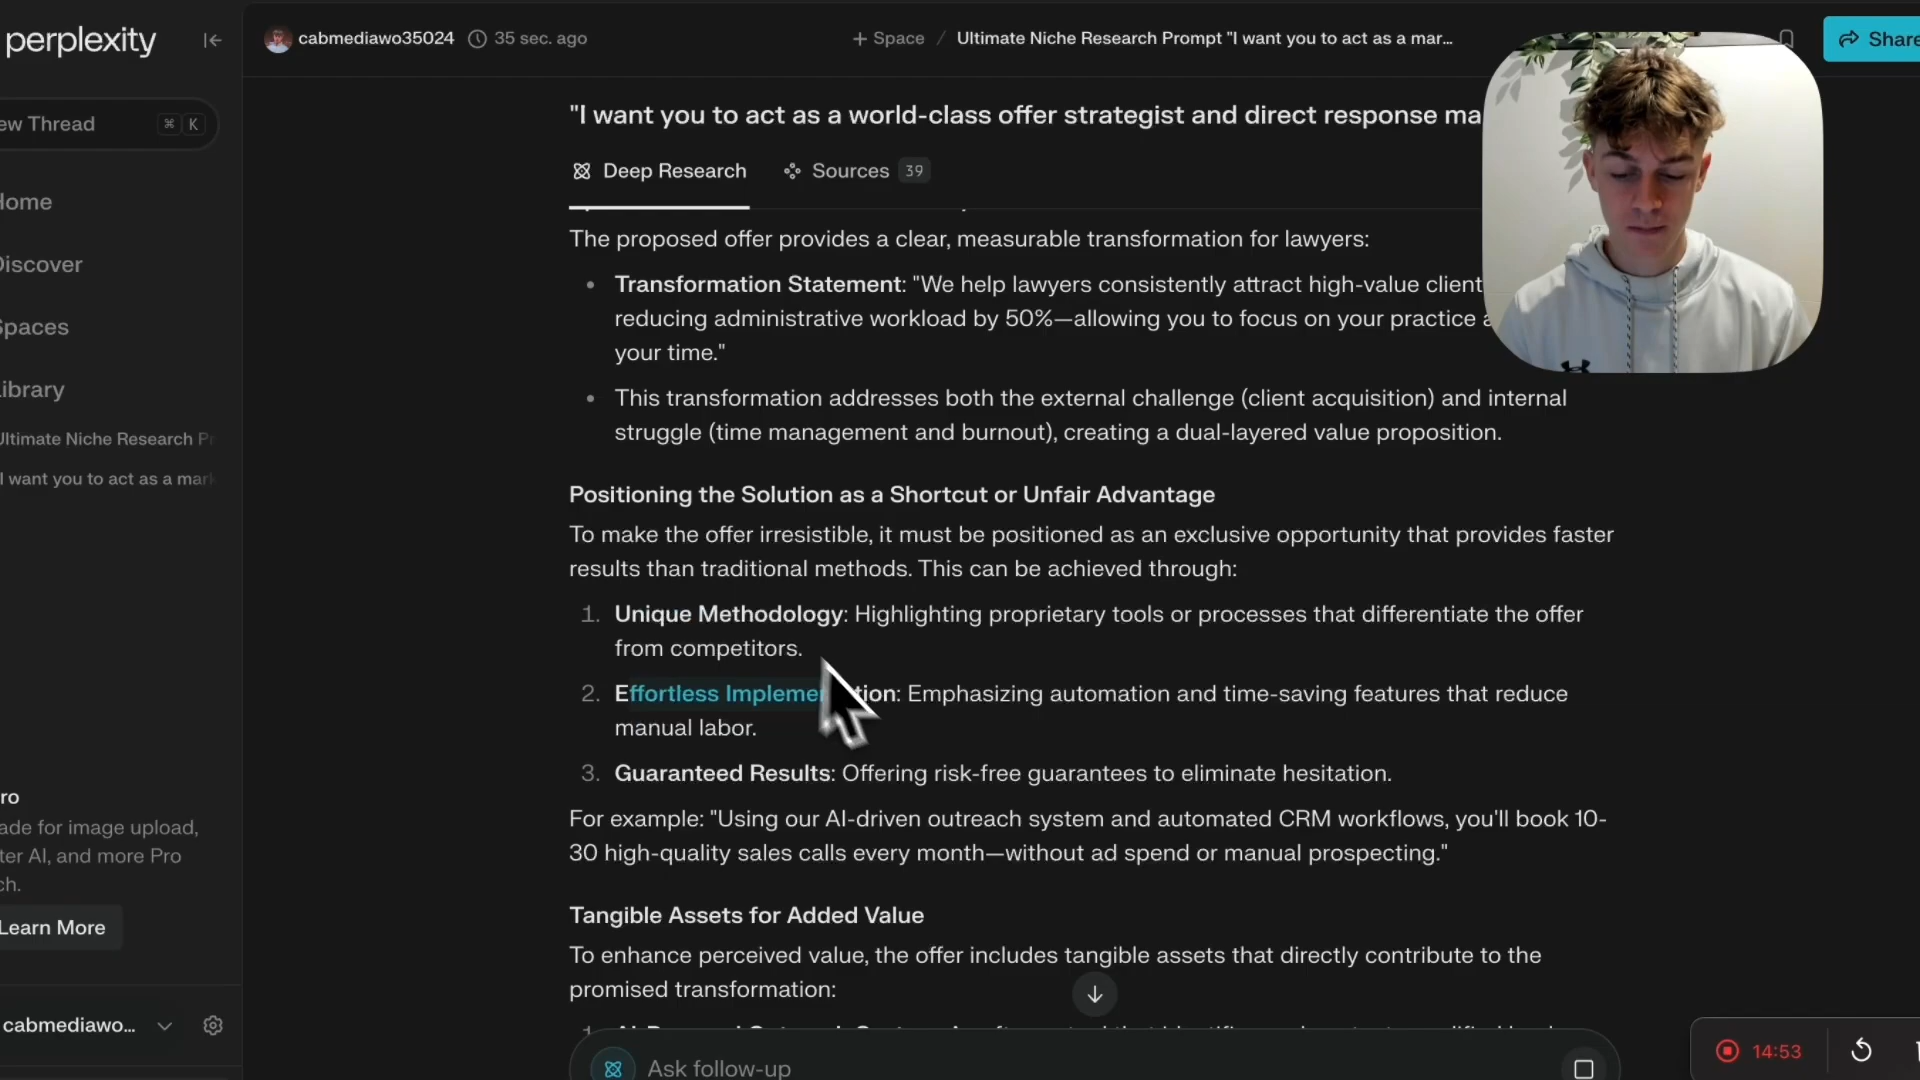 perplexity
cabmediawo35024 35 sec. ago
+ Space / Ultimate Niche Research Prompt "I want you to act as a mar...
Share
ew Thread ⌘ K
Home
Discover
Spaces
Library
Ultimate Niche Research Pr
I want you to act as a mar
"I want you to act as a world-class offer strategist and direct response ma
Deep Research Sources 39
The proposed offer provides a clear, measurable transformation for lawyers:
• Transformation Statement: "We help lawyers consistently attract high-value client
reducing administrative workload by 50%—allowing you to focus on your practice a
your time."
• This transformation addresses both the external challenge (client acquisition) and internal
struggle (time management and burnout), creating a dual-layered value proposition.
Positioning the Solution as a Shortcut or Unfair Advantage
To make the offer irresistible, it must be positioned as an exclusive opportunity that provides faster
results than traditional methods. This can be achieved through:
1. Unique Methodology: Highlighting proprietary tools or processes that differentiate the offer
from competitors.
2. Effortless Implemen tion: Emphasizing automation and time-saving features that reduce
manual labor.
3. Guaranteed Results: Offering risk-free guarantees to eliminate hesitation.
For example: "Using our AI-driven outreach system and automated CRM workflows, you'll book 10-
30 high-quality sales calls every month—without ad spend or manual prospecting."
Tangible Assets for Added Value
To enhance perceived value, the offer includes tangible assets that directly contribute to the
promised transformation:
Ask follow-up
ro
ade for image upload,
ter AI, and more Pro
ch.
Learn More
cabmediawo...
14:53